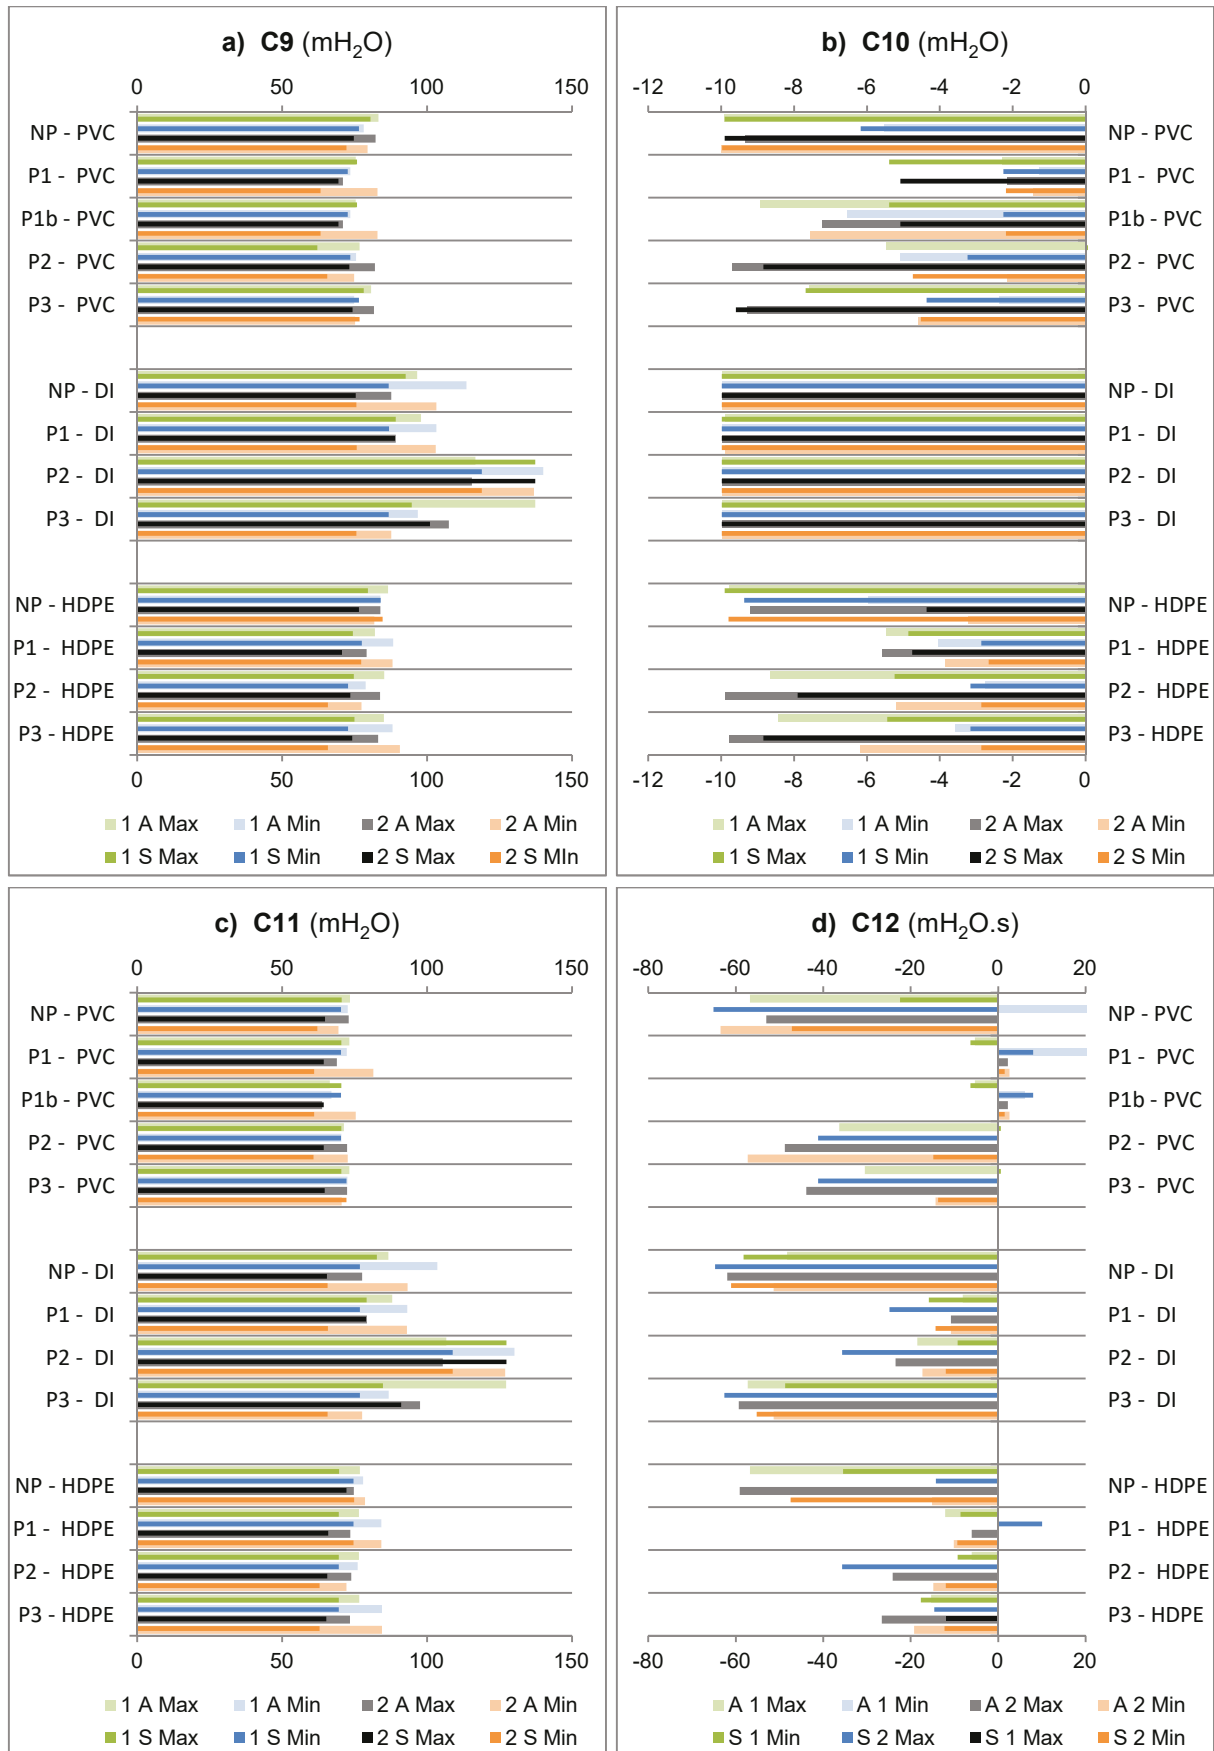 a) C9 (mH₂O)
0 50 100 150
NP - PVC
P1 - PVC
P1b - PVC
P2 - PVC
P3 - PVC
NP - DI
P1 - DI
P2 - DI
P3 - DI
NP - HDPE
P1 - HDPE
P2 - HDPE
P3 - HDPE
0 50 100 150
1 A Max 1 A Min 2 A Max 2 A Min
1 S Max 1 S Min 2 S Max 2 S MIn
b) C10 (mH₂O)
-12 -10 -8 -6 -4 -2 0
NP - PVC
P1 - PVC
P1b - PVC
P2 - PVC
P3 - PVC
NP - DI
P1 - DI
P2 - DI
P3 - DI
NP - HDPE
P1 - HDPE
P2 - HDPE
P3 - HDPE
-12 -10 -8 -6 -4 -2 0
1 A Max 1 A Min 2 A Max 2 A Min
1 S Max 1 S Min 2 S Max 2 S Min
c) C11 (mH₂O)
0 50 100 150
NP - PVC
P1 - PVC
P1b - PVC
P2 - PVC
P3 - PVC
NP - DI
P1 - DI
P2 - DI
P3 - DI
NP - HDPE
P1 - HDPE
P2 - HDPE
P3 - HDPE
0 50 100 150
1 A Max 1 A Min 2 A Max 2 A Min
1 S Max 1 S Min 2 S Max 2 S Min
d) C12 (mH₂O.s)
-80 -60 -40 -20 0 20
NP - PVC
P1 - PVC
P1b - PVC
P2 - PVC
P3 - PVC
NP - DI
P1 - DI
P2 - DI
P3 - DI
NP - HDPE
P1 - HDPE
P2 - HDPE
P3 - HDPE
-80 -60 -40 -20 0 20
A 1 Max A 1 Min A 2 Max A 2 Min
S 1 Min S 2 Max S 1 Max S 2 Min